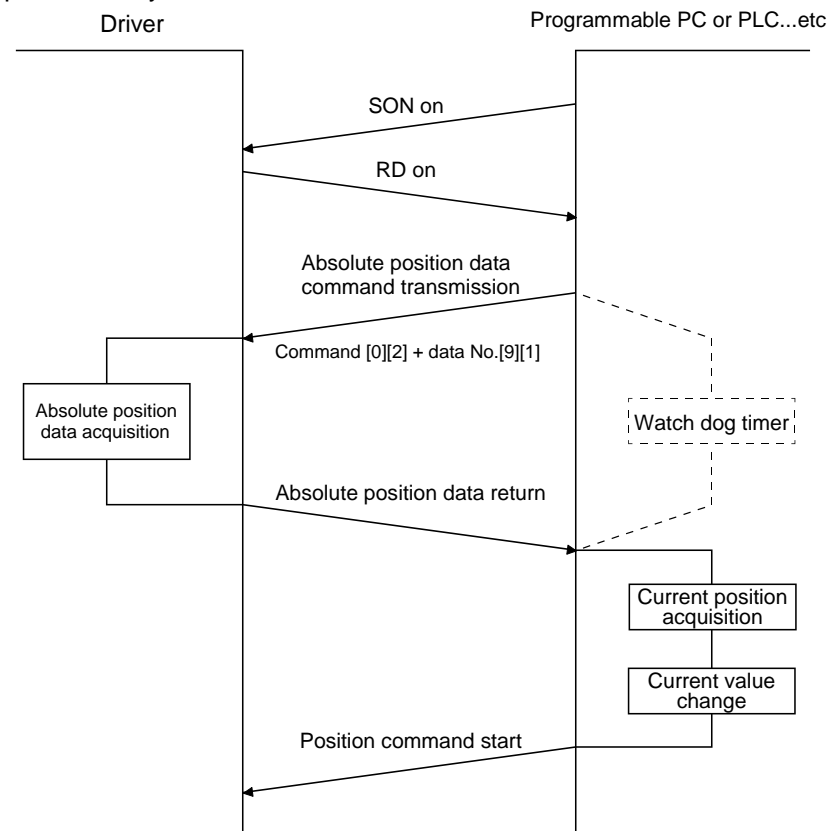 Driver
Programmable PC or PLC...etc
SON on
RD on
Absolute position data
command transmission
Command [0][2] + data No.[9][1]
Absolute position
data acquisition
Watch dog timer
Absolute position data return
Current position
acquisition
Current value
change
Position command start